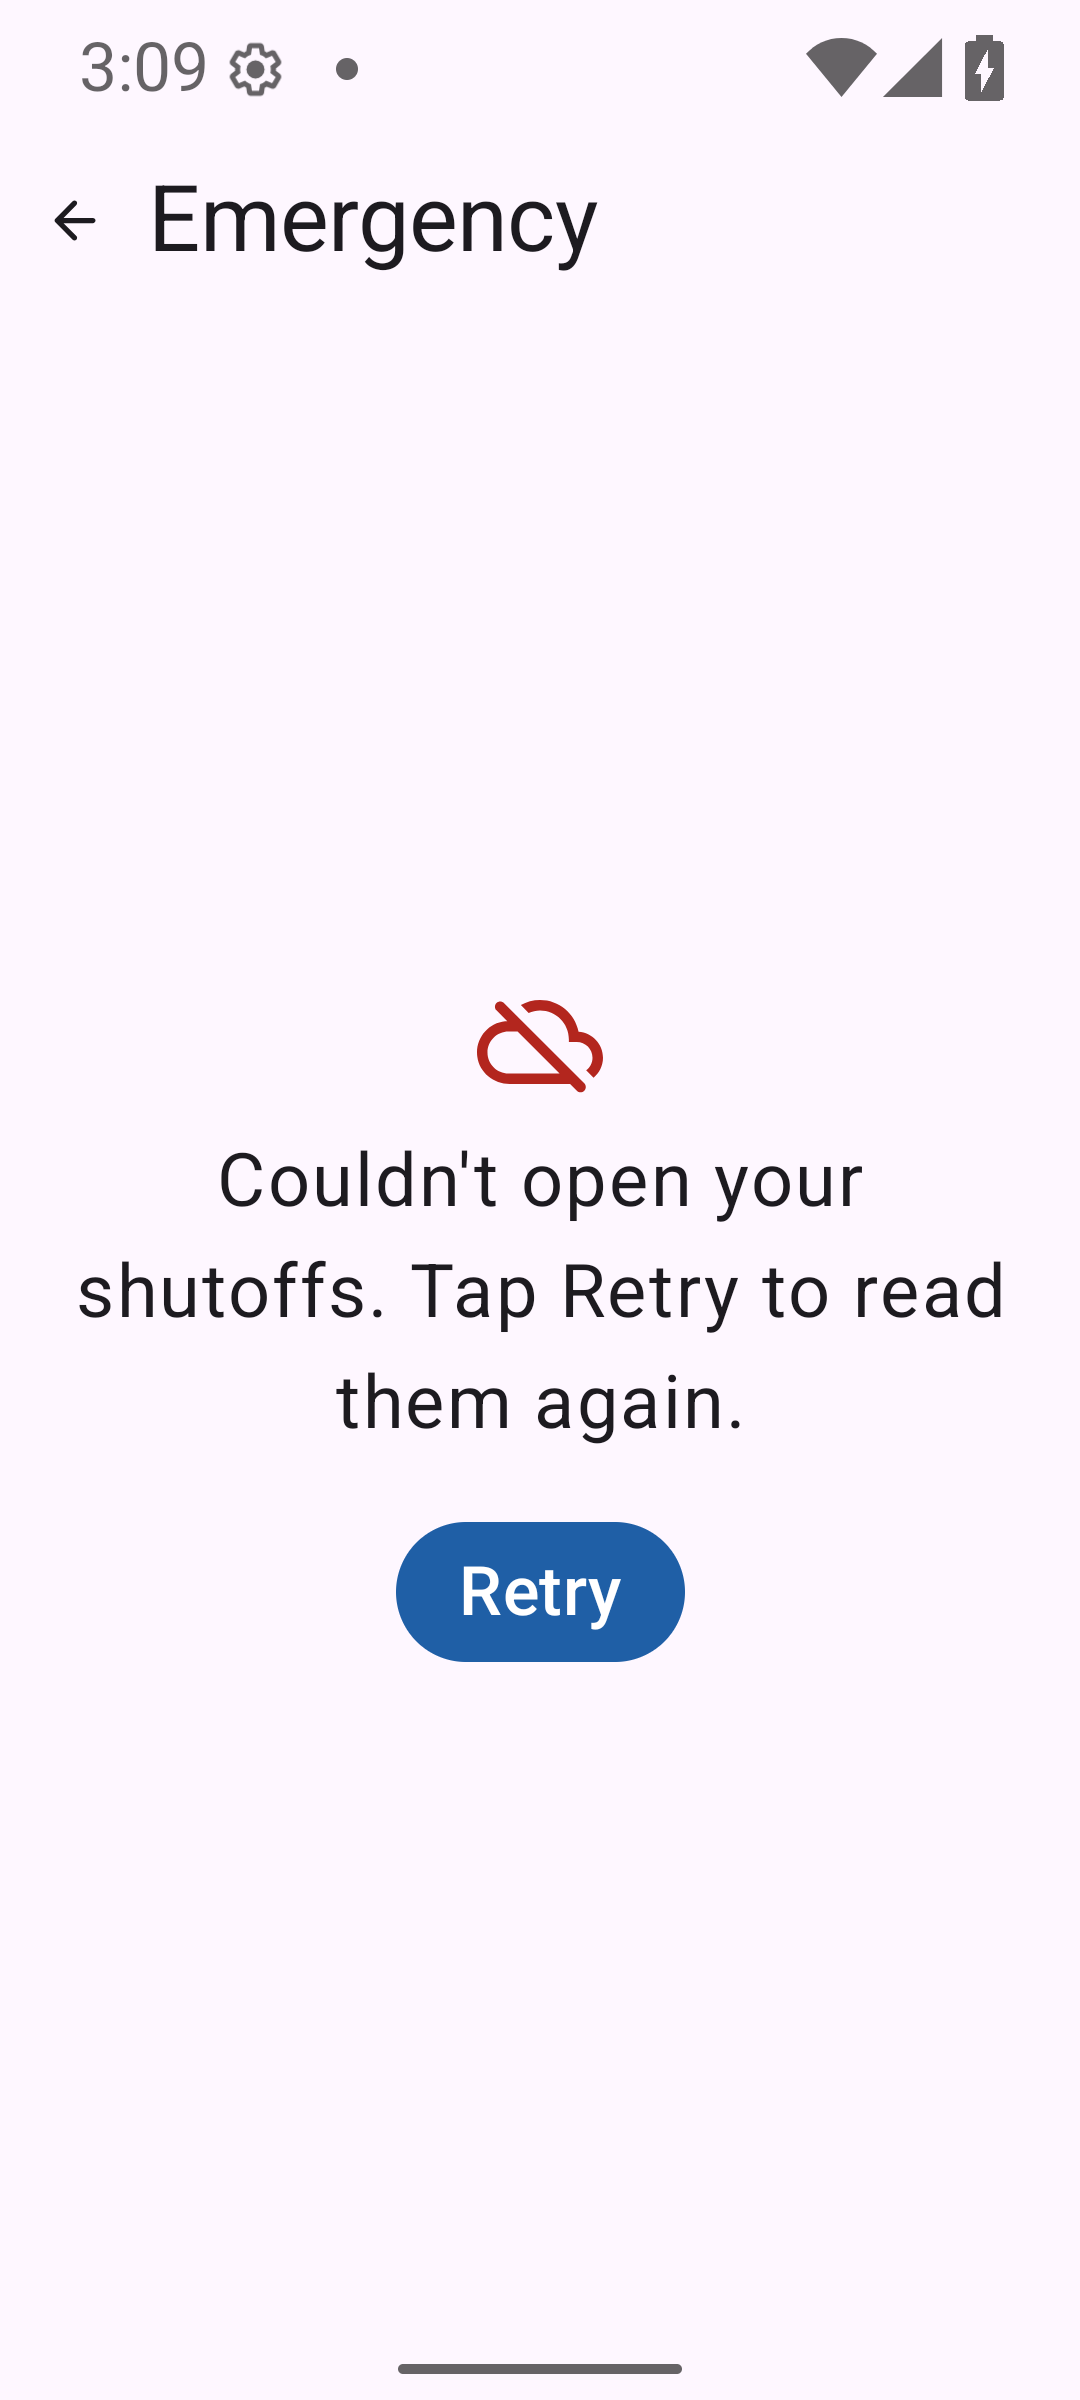 3:09
Emergency
Couldn't open your
shutoffs. Tap Retry to read
them again.
Retry